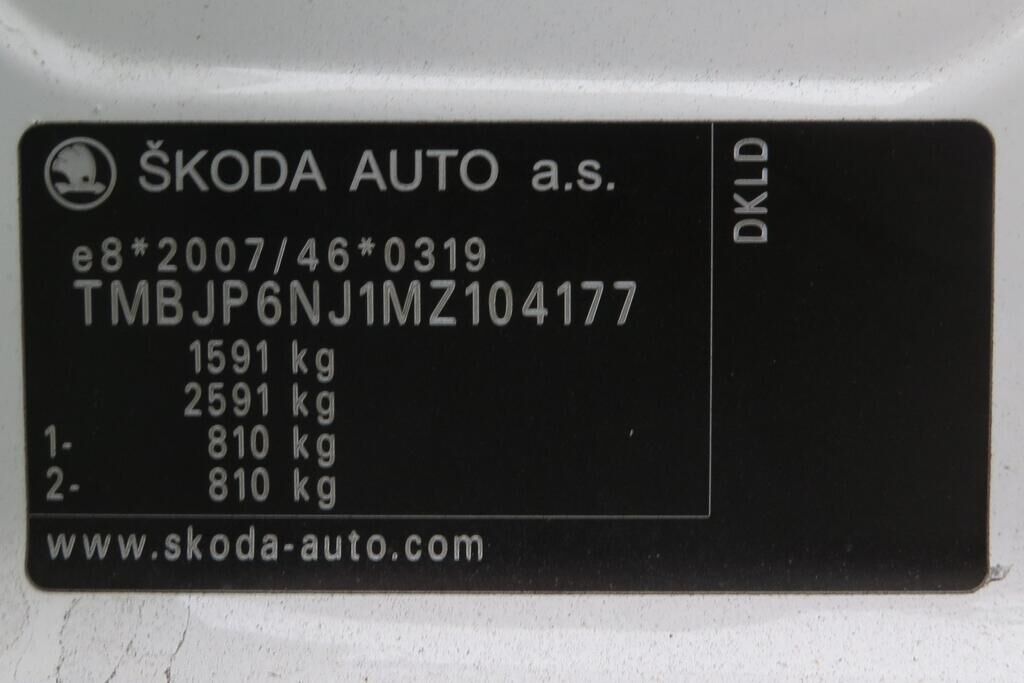 ŠKODA AUTO a.s.
e8*2007/46*0319
TMBJP6NJ1MZ104177
1591 kg
2591 kg
1- 810 kg
2- 810 kg
www.skoda-auto.com
DKLD